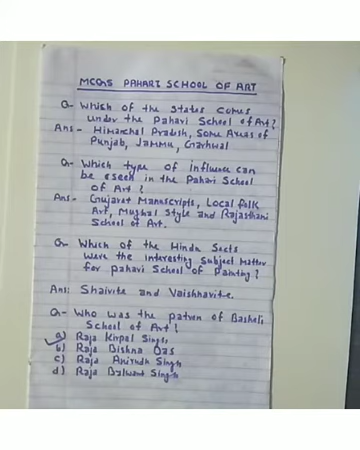 MCQs PAHARI SCHOOL OF ART
Q- Which of the states comes
under the Pahari School of Art?
Ans - Himanchal Pradesh, Some Areas of
Punjab, Jammu, Garhwal
Q- Which type of influence can
be seen in the Pahari School
of Art?
Ans:- Gujarat Manuscripts, Local folk
Art, Mughal Style and Rajasthani
School of Art.
Q- Which of the Hindu Sects
were the interesting subject Matter
for pahari School of Painting?
Ans: Shaivite and Vaishnavite.
Q- Who was the patron of Basholi
School of Art?
a) Raja Kirpal Singh
b) Raja Bishna Das
c) Raja Anirudh Singh
d) Raja Balwant Singh